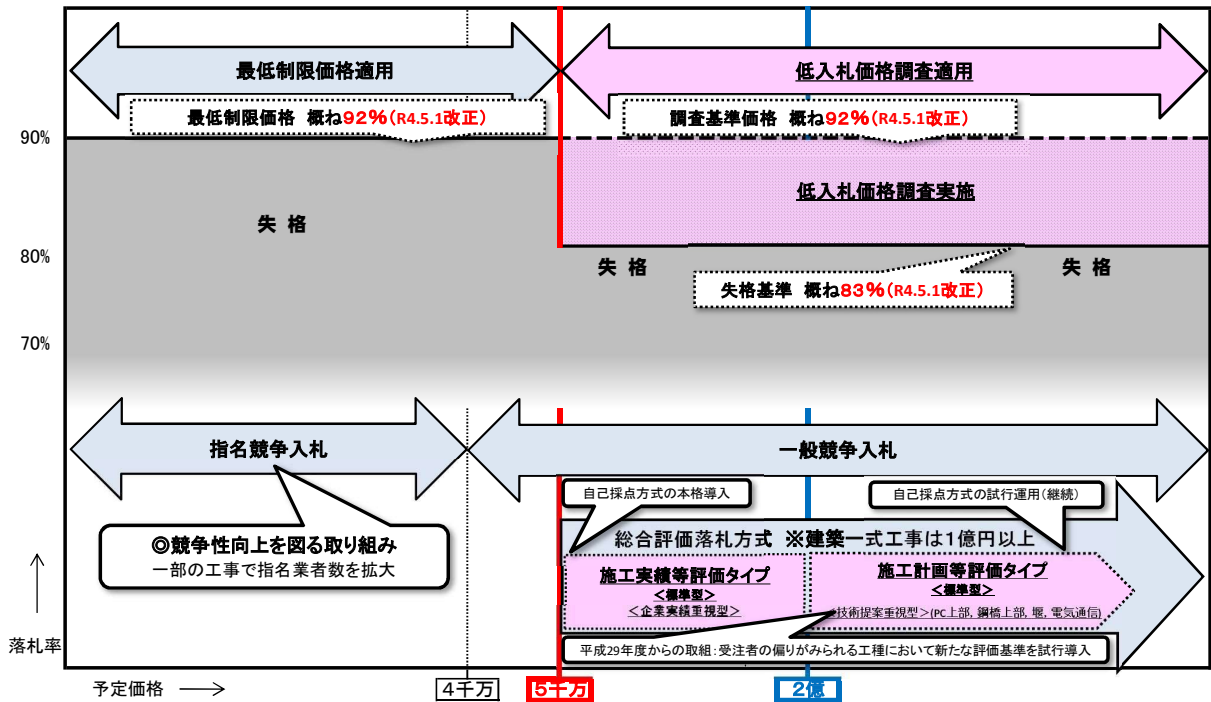 最低制限価格適用
低入札価格調査適用
最低制限価格 概ね92%(R4.5.1改正)
調査基準価格 概ね92%(R4.5.1改正)
90%
低入札価格調査実施
失 格
80%
失 格
失 格
失格基準 概ね83%(R4.5.1改正)
70%
指名競争入札
一般競争入札
自己採点方式の本格導入
自己採点方式の試行運用(継続)
◎競争性向上を図る取り組み
一部の工事で指名業者数を拡大
総合評価落札方式 ※建築一式工事は1億円以上
施工実績等評価タイプ
<標準型>
<企業実績重視型>
施工計画等評価タイプ
<標準型>
<技術提案重視型>(PC上部, 鋼橋上部, 堰, 電気通信)
落札率
平成29年度からの取組:受注者の偏りがみられる工種において新たな評価基準を試行導入
予定価格
4千万
5千万
2億